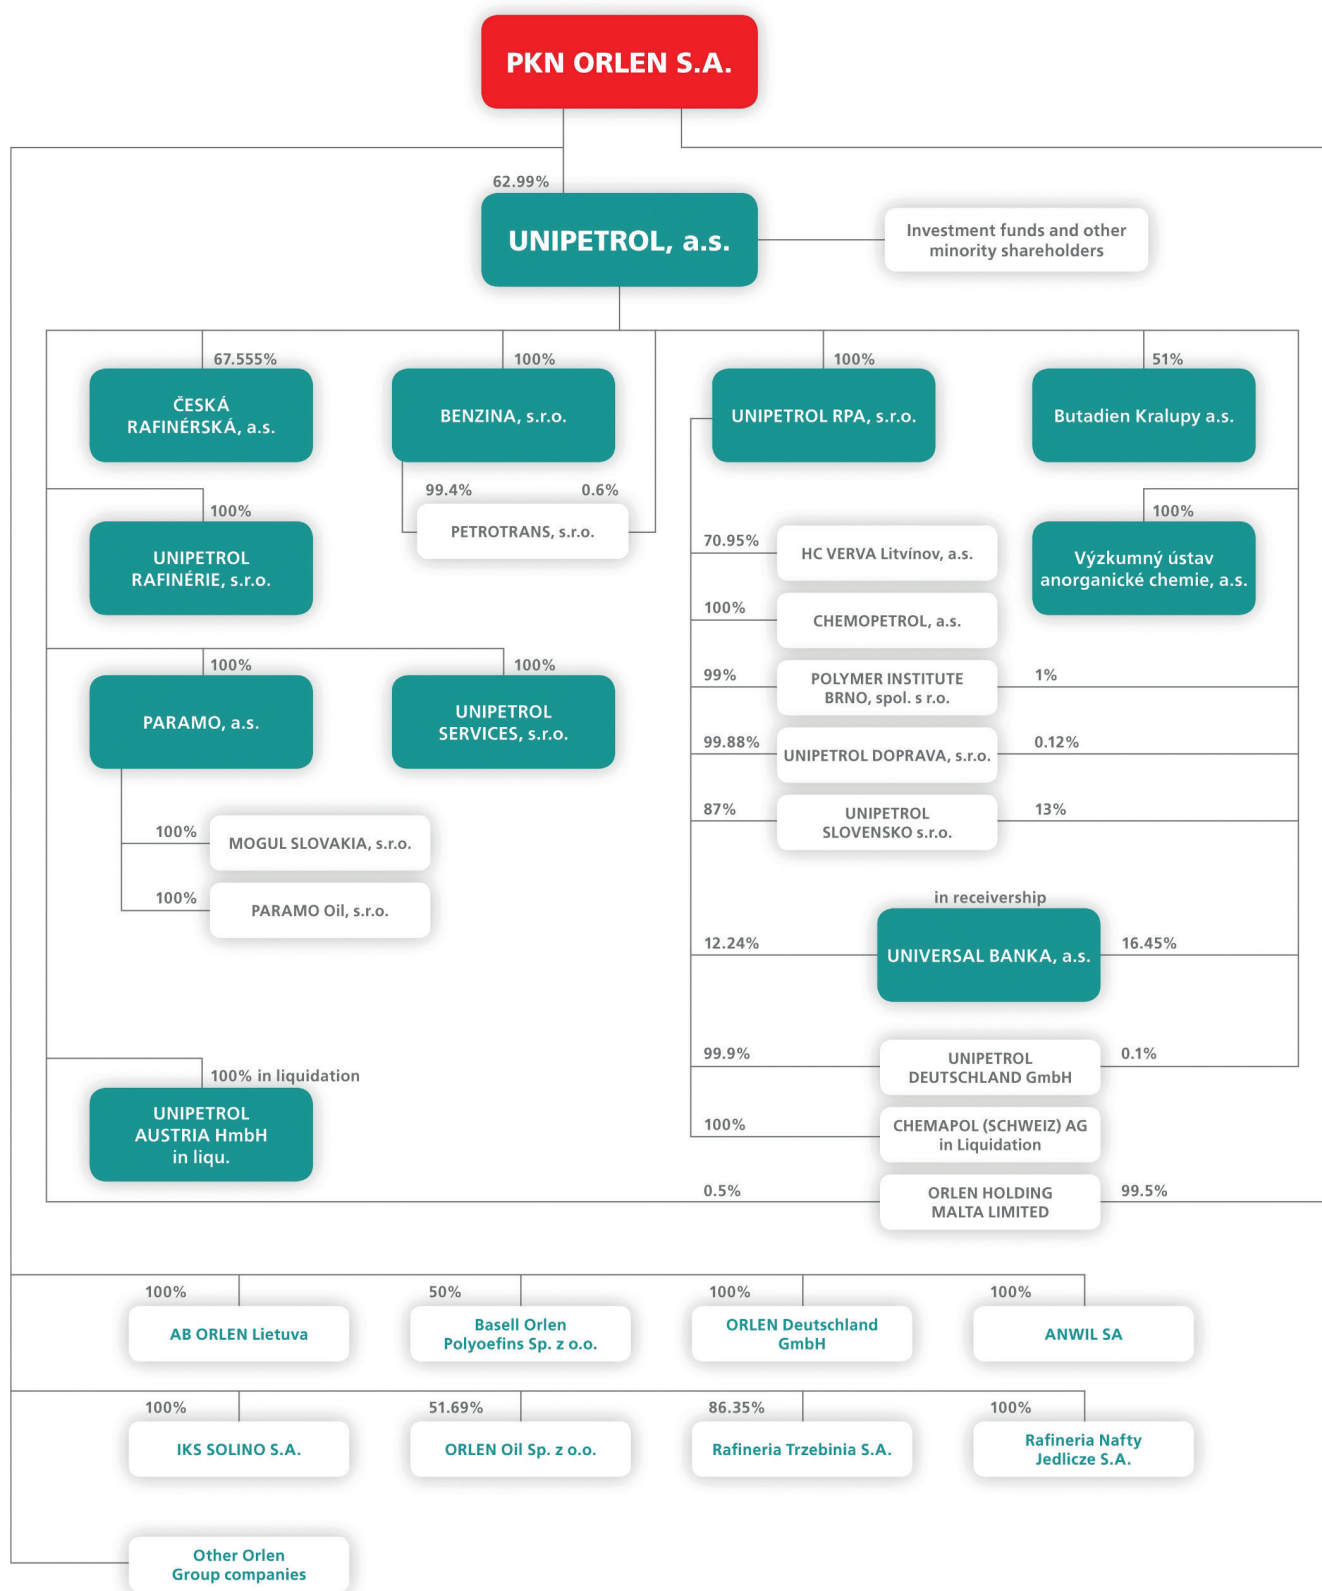 PKN ORLEN S.A.
62.99%
UNIPETROL, a.s.
Investment funds and other
minority shareholders
67.555%
100%
100%
51%
ČESKÁ
RAFINÉRSKÁ, a.s.
BENZINA, s.r.o.
UNIPETROL RPA, s.r.o.
Butadien Kralupy a.s.
99.4%
0.6%
PETROTRANS, s.r.o.
100%
UNIPETROL
RAFINÉRIE, s.r.o.
100%
Výzkumný ústav
anorganické chemie, a.s.
70.95%
HC VERVA Litvínov, a.s.
100%
CHEMOPETROL, a.s.
100%
PARAMO, a.s.
100%
UNIPETROL
SERVICES, s.r.o.
99%
POLYMER INSTITUTE
BRNO, spol. s r.o.
1%
99.88%
UNIPETROL DOPRAVA, s.r.o.
0.12%
87%
UNIPETROL
SLOVENSKO s.r.o.
13%
100%
MOGUL SLOVAKIA, s.r.o.
100%
PARAMO Oil, s.r.o.
in receivership
12.24%
UNIVERSAL BANKA, a.s.
16.45%
99.9%
UNIPETROL
DEUTSCHLAND GmbH
0.1%
100% in liquidation
UNIPETROL
AUSTRIA HmbH
in liqu.
100%
CHEMAPOL (SCHWEIZ) AG
in Liquidation
0.5%
ORLEN HOLDING
MALTA LIMITED
99.5%
100%
50%
100%
100%
AB ORLEN Lietuva
Basell Orlen
Polyoefins Sp. z o.o.
ORLEN Deutschland
GmbH
ANWIL SA
100%
51.69%
86.35%
100%
IKS SOLINO S.A.
ORLEN Oil Sp. z o.o.
Rafineria Trzebinia S.A.
Rafineria Nafty
Jedlicze S.A.
Other Orlen
Group companies